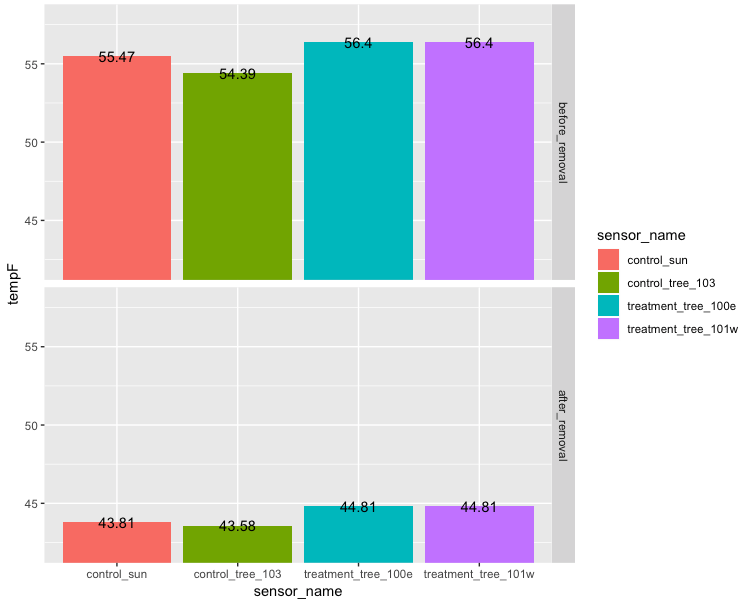 55.47
54.39
56.4
56.4
55
50
45
before_removal
tempF
43.81
43.58
44.81
44.81
55
50
45
after_removal
control_sun
control_tree_103
treatment_tree_100e
treatment_tree_101w
sensor_name
sensor_name
control_sun
control_tree_103
treatment_tree_100e
treatment_tree_101w